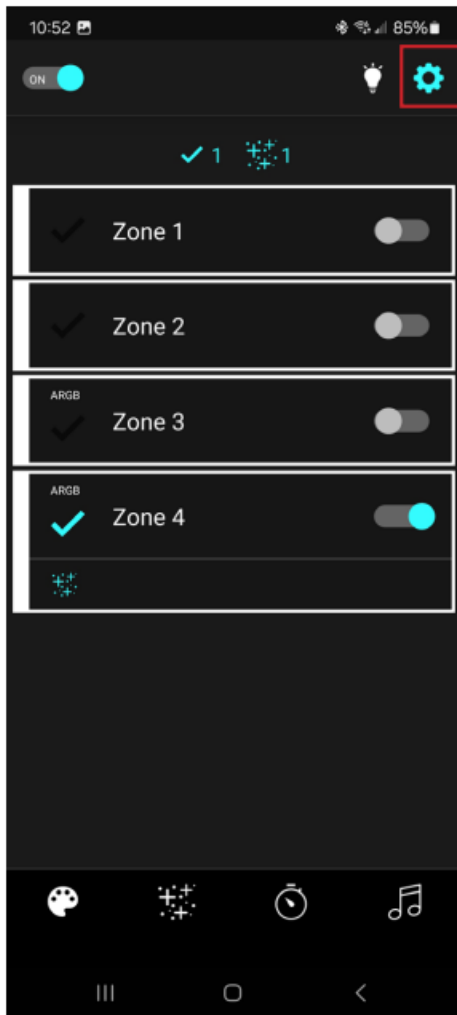 10:52 85%
ON
1 1
Zone 1
Zone 2
ARGB
Zone 3
ARGB
Zone 4